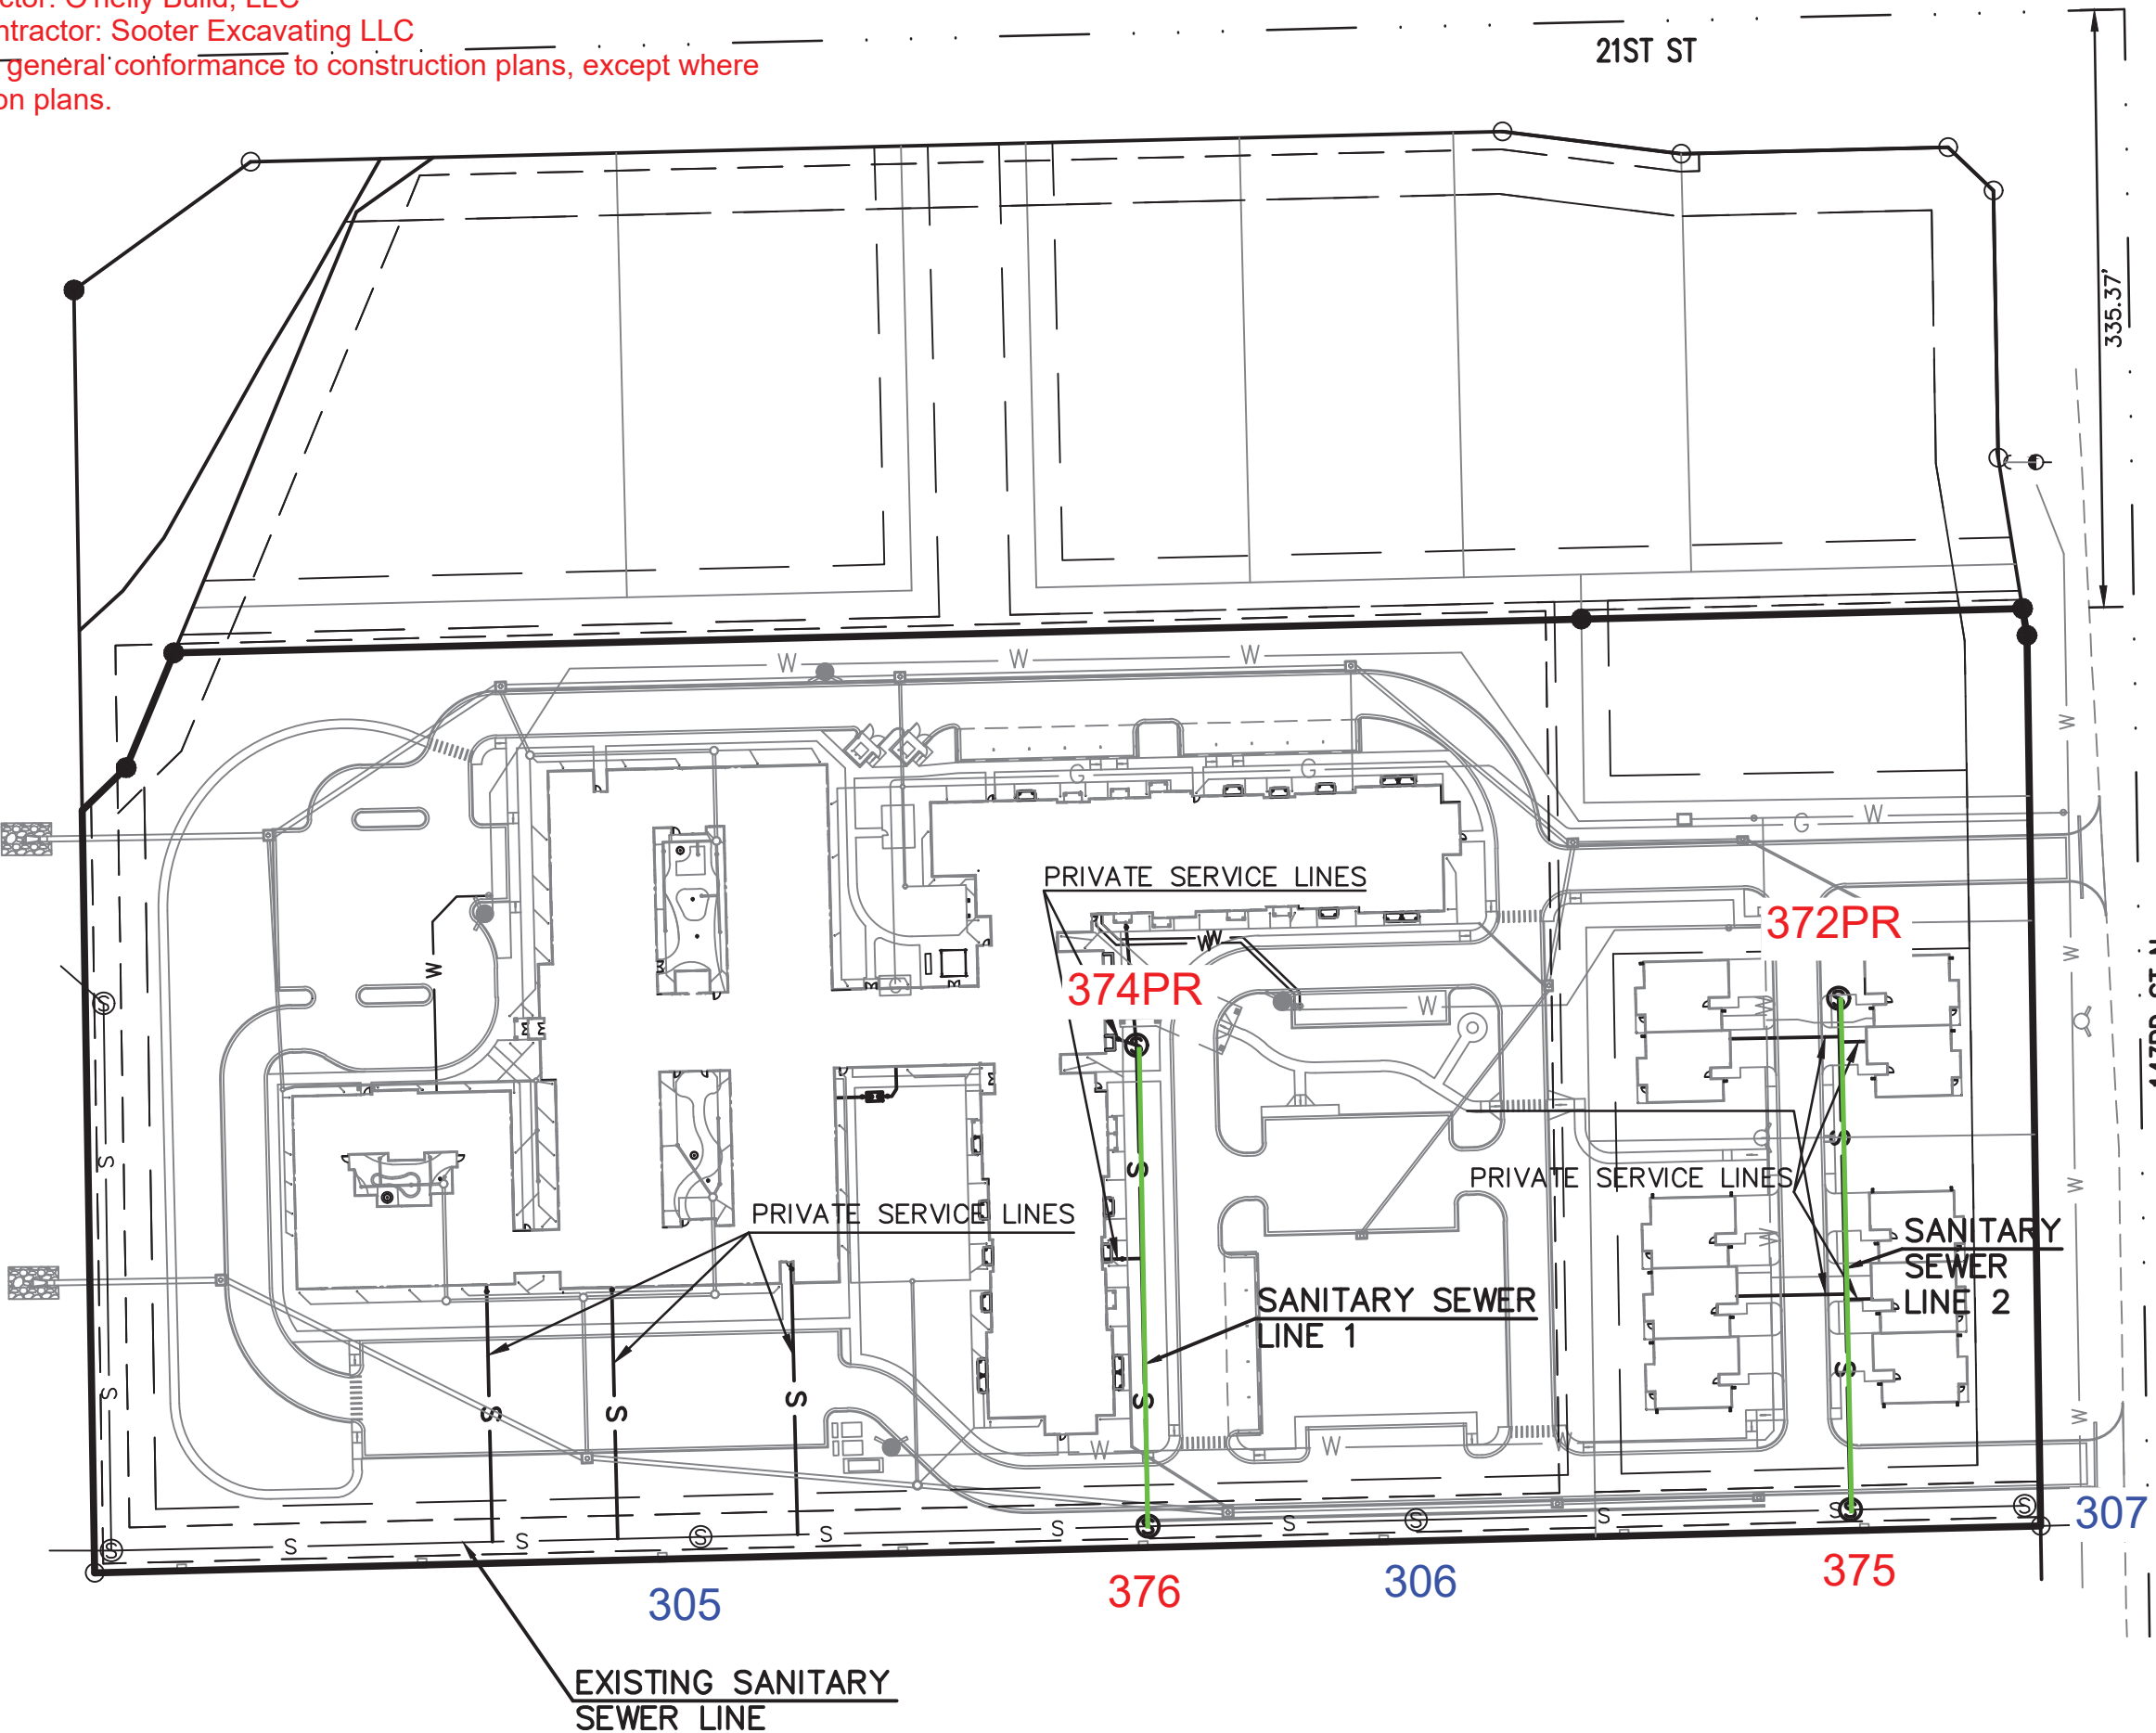 ntractor: Sooter Excavating LLC
general conformance to construction plans, except where
on plans.
21ST ST
335.37'
W W W
W
G G G W
PRIVATE SERVICE LINES
372PR
W
W
374PR
W
W
W
S
S
W
PRIVATE SERVICE LINES
S
W
PRIVATE SERVICE LINES
SANITARY
SEWER
LINE 2
W
SANITARY SEWER
LINE 1
S
S S S
S
S
W
W W
S S S S S S S S S S S
307
305
376
306
375
EXISTING SANITARY
SEWER LINE